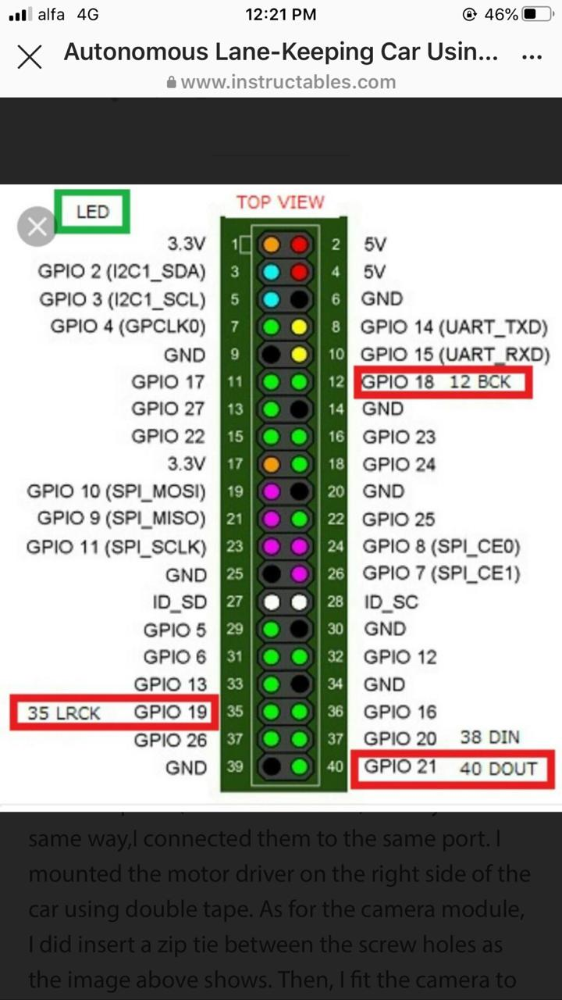 alfa 4G 12:21 PM 46%
Autonomous Lane-Keeping Car Usin... ...
www.instructables.com
LED
TOP VIEW
3.3V 1 2 5V
GPIO 2 (I2C1_SDA) 3 4 5V
GPIO 3 (I2C1_SCL) 5 6 GND
GPIO 4 (GPCLK0) 7 8 GPIO 14 (UART_TXD)
GND 9 10 GPIO 15 (UART_RXD)
GPIO 17 11 12 GPIO 18 12 BCK
GPIO 27 13 14 GND
GPIO 22 15 16 GPIO 23
3.3V 17 18 GPIO 24
GPIO 10 (SPI_MOSI) 19 20 GND
GPIO 9 (SPI_MISO) 21 22 GPIO 25
GPIO 11 (SPI_SCLK) 23 24 GPIO 8 (SPI_CE0)
GND 25 26 GPIO 7 (SPI_CE1)
ID_SD 27 28 ID_SC
GPIO 5 29 30 GND
GPIO 6 31 32 GPIO 12
GPIO 13 33 34 GND
35 LRCK GPIO 19 35 36 GPIO 16
GPIO 26 37 37 GPIO 20 38 DIN
GND 39 40 GPIO 21 40 DOUT
same way,I connected them to the same port. I
mounted the motor driver on the right side of the
car using double tape. As for the camera module,
I did insert a zip tie between the screw holes as
the image above shows. Then, I fit the camera to